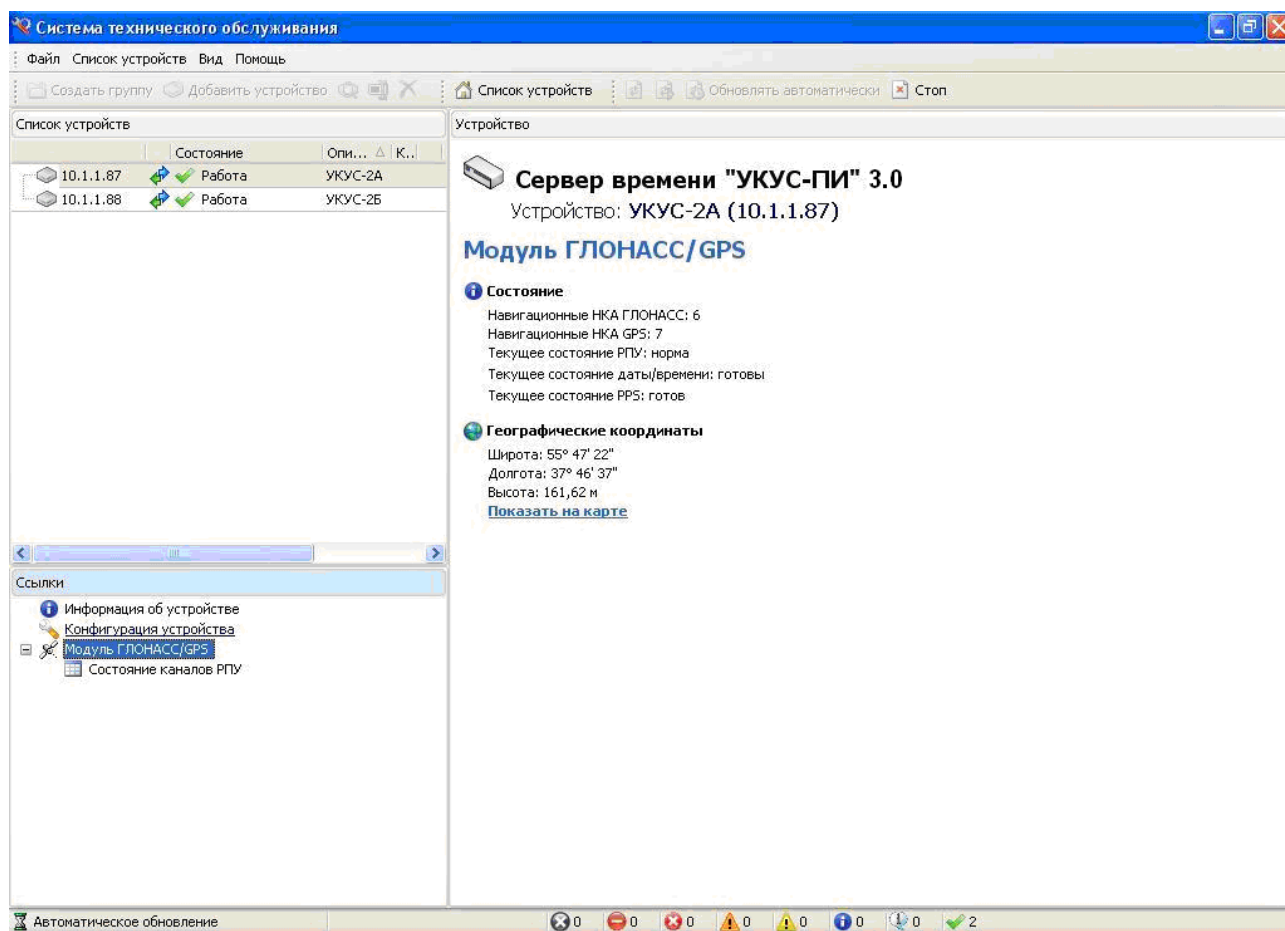 Система технического обслуживания
Файл Список устройств Вид Помощь
Создать группу Добавить устройство Список устройств Обновлять автоматически Стоп
Список устройств
Состояние Опи... К..
10.1.1.87 Работа УКУС-2А
10.1.1.88 Работа УКУС-2Б
Ссылки
Информация об устройстве
Конфигурация устройства
Модуль ГЛОНАСС/GPS
Состояние каналов РПУ
Устройство
Сервер времени "УКУС-ПИ" 3.0
Устройство: УКУС-2А (10.1.1.87)
Модуль ГЛОНАСС/GPS
Состояние
Навигационные НКА ГЛОНАСС: 6
Навигационные НКА GPS: 7
Текущее состояние РПУ: норма
Текущее состояние даты/времени: готовы
Текущее состояние PPS: готов
Географические координаты
Широта: 55° 47' 22"
Долгота: 37° 46' 37"
Высота: 161,62 м
Показать на карте
Автоматическое обновление 0 0 0 0 0 0 0 2